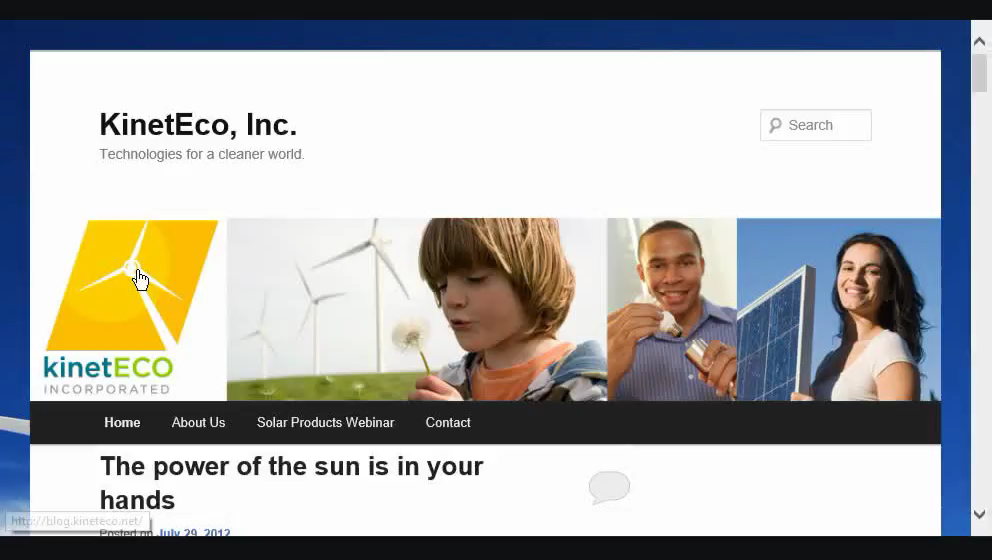 KinetEco, Inc.
Technologies for a cleaner world.
Search
kinetECO
INCORPORATED
Home About Us Solar Products Webinar Contact
The power of the sun is in your
hands
Posted on July 29, 2012
http://blog.kineteco.net/